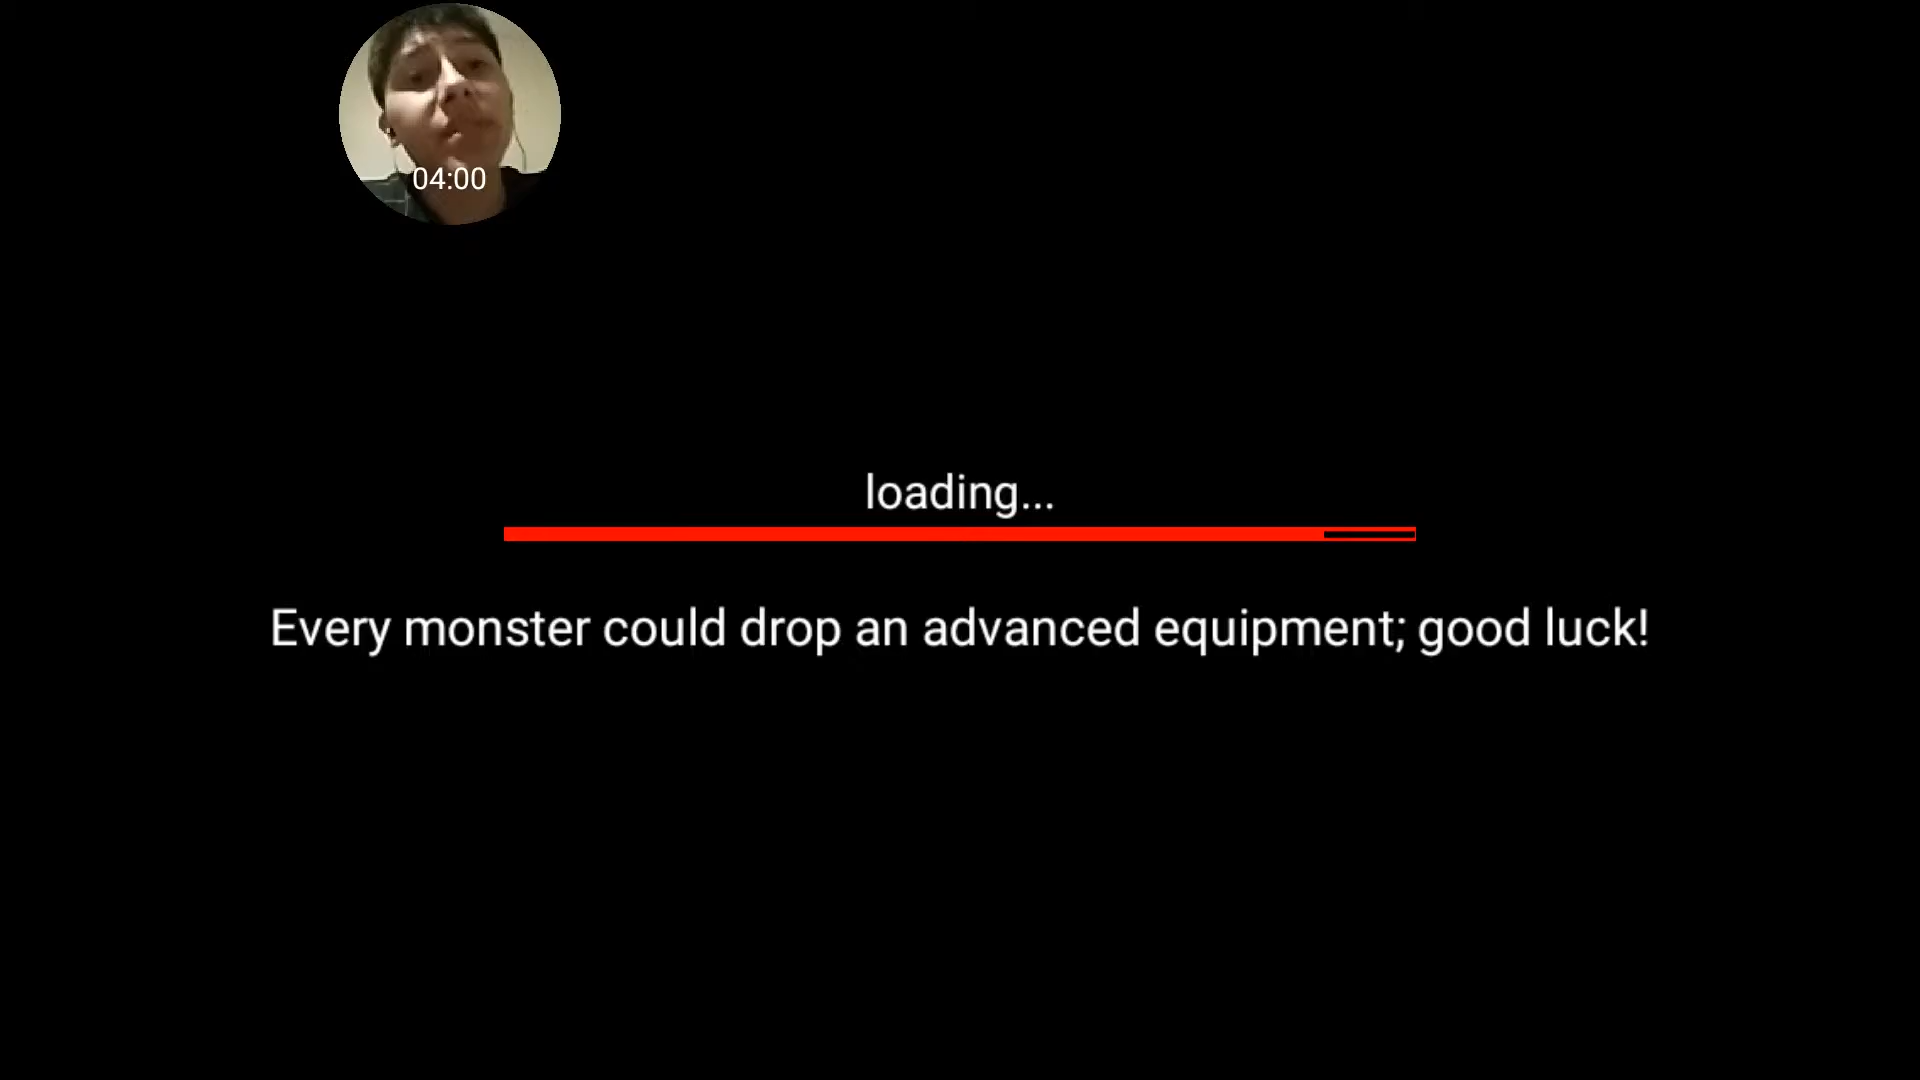 04:00
loading...
Every monster could drop an advanced equipment; good luck!